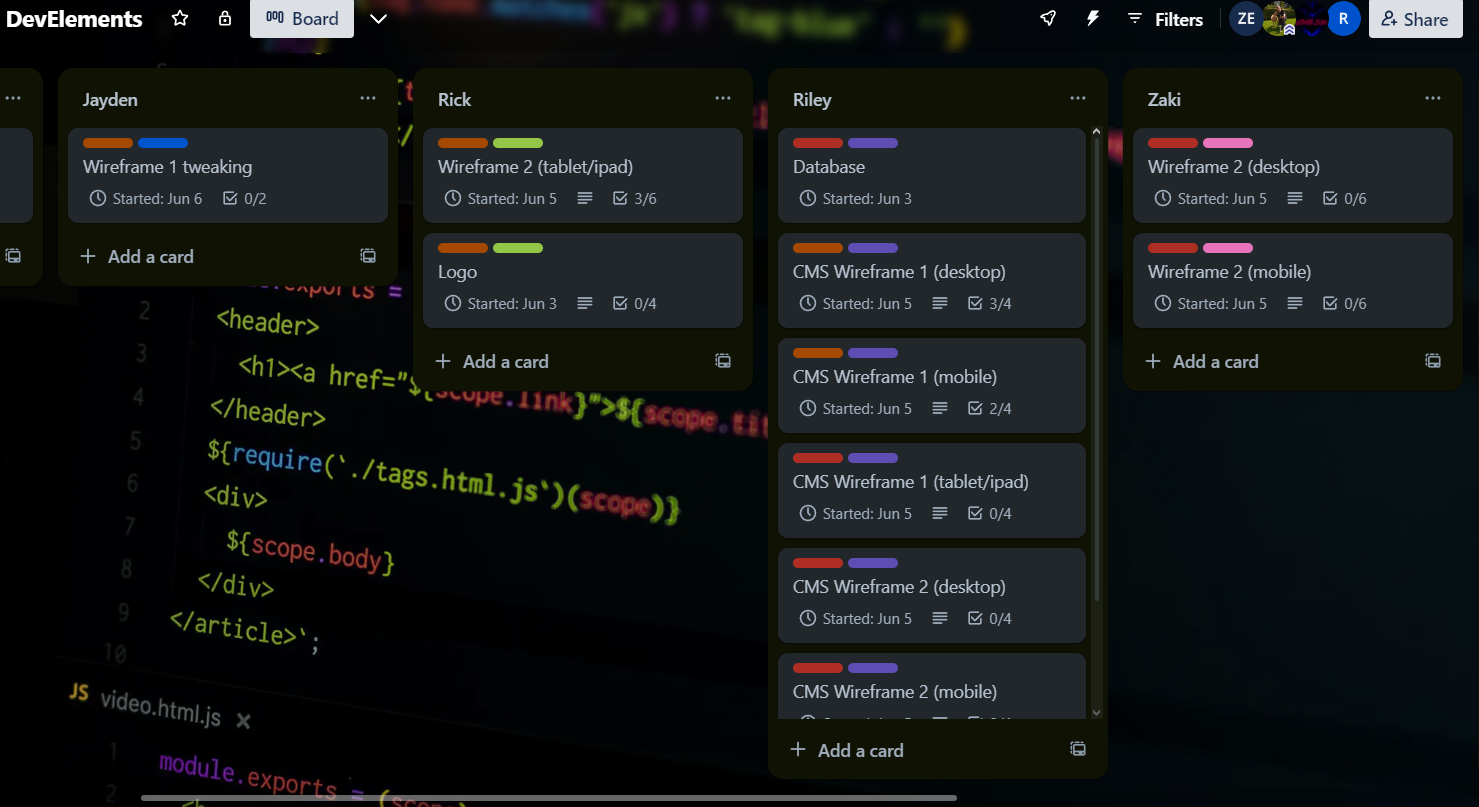 DevElements
Board
Filters
ZE
R
Share
Jayden
Wireframe 1 tweaking
Started: Jun 6
0/2
Add a card
Rick
Wireframe 2 (tablet/ipad)
Started: Jun 5
3/6
Logo
Started: Jun 3
0/4
Add a card
Riley
Database
Started: Jun 3
CMS Wireframe 1 (desktop)
Started: Jun 5
3/4
CMS Wireframe 1 (mobile)
Started: Jun 5
2/4
CMS Wireframe 1 (tablet/ipad)
Started: Jun 5
0/4
CMS Wireframe 2 (desktop)
Started: Jun 5
0/4
CMS Wireframe 2 (mobile)
Add a card
Zaki
Wireframe 2 (desktop)
Started: Jun 5
0/6
Wireframe 2 (mobile)
Started: Jun 5
0/6
Add a card
.exports =
2 <header>
3 <h1><a href="${scope.link}">${scope.tit
4 </header>
5 ${require(`./tags.html.js`)(scope)}
6 <div>
7 ${scope.body}
8 </div>
9 </article>`;
10
JS video.html.js ×
1 module.exports = (scope)
2 <h